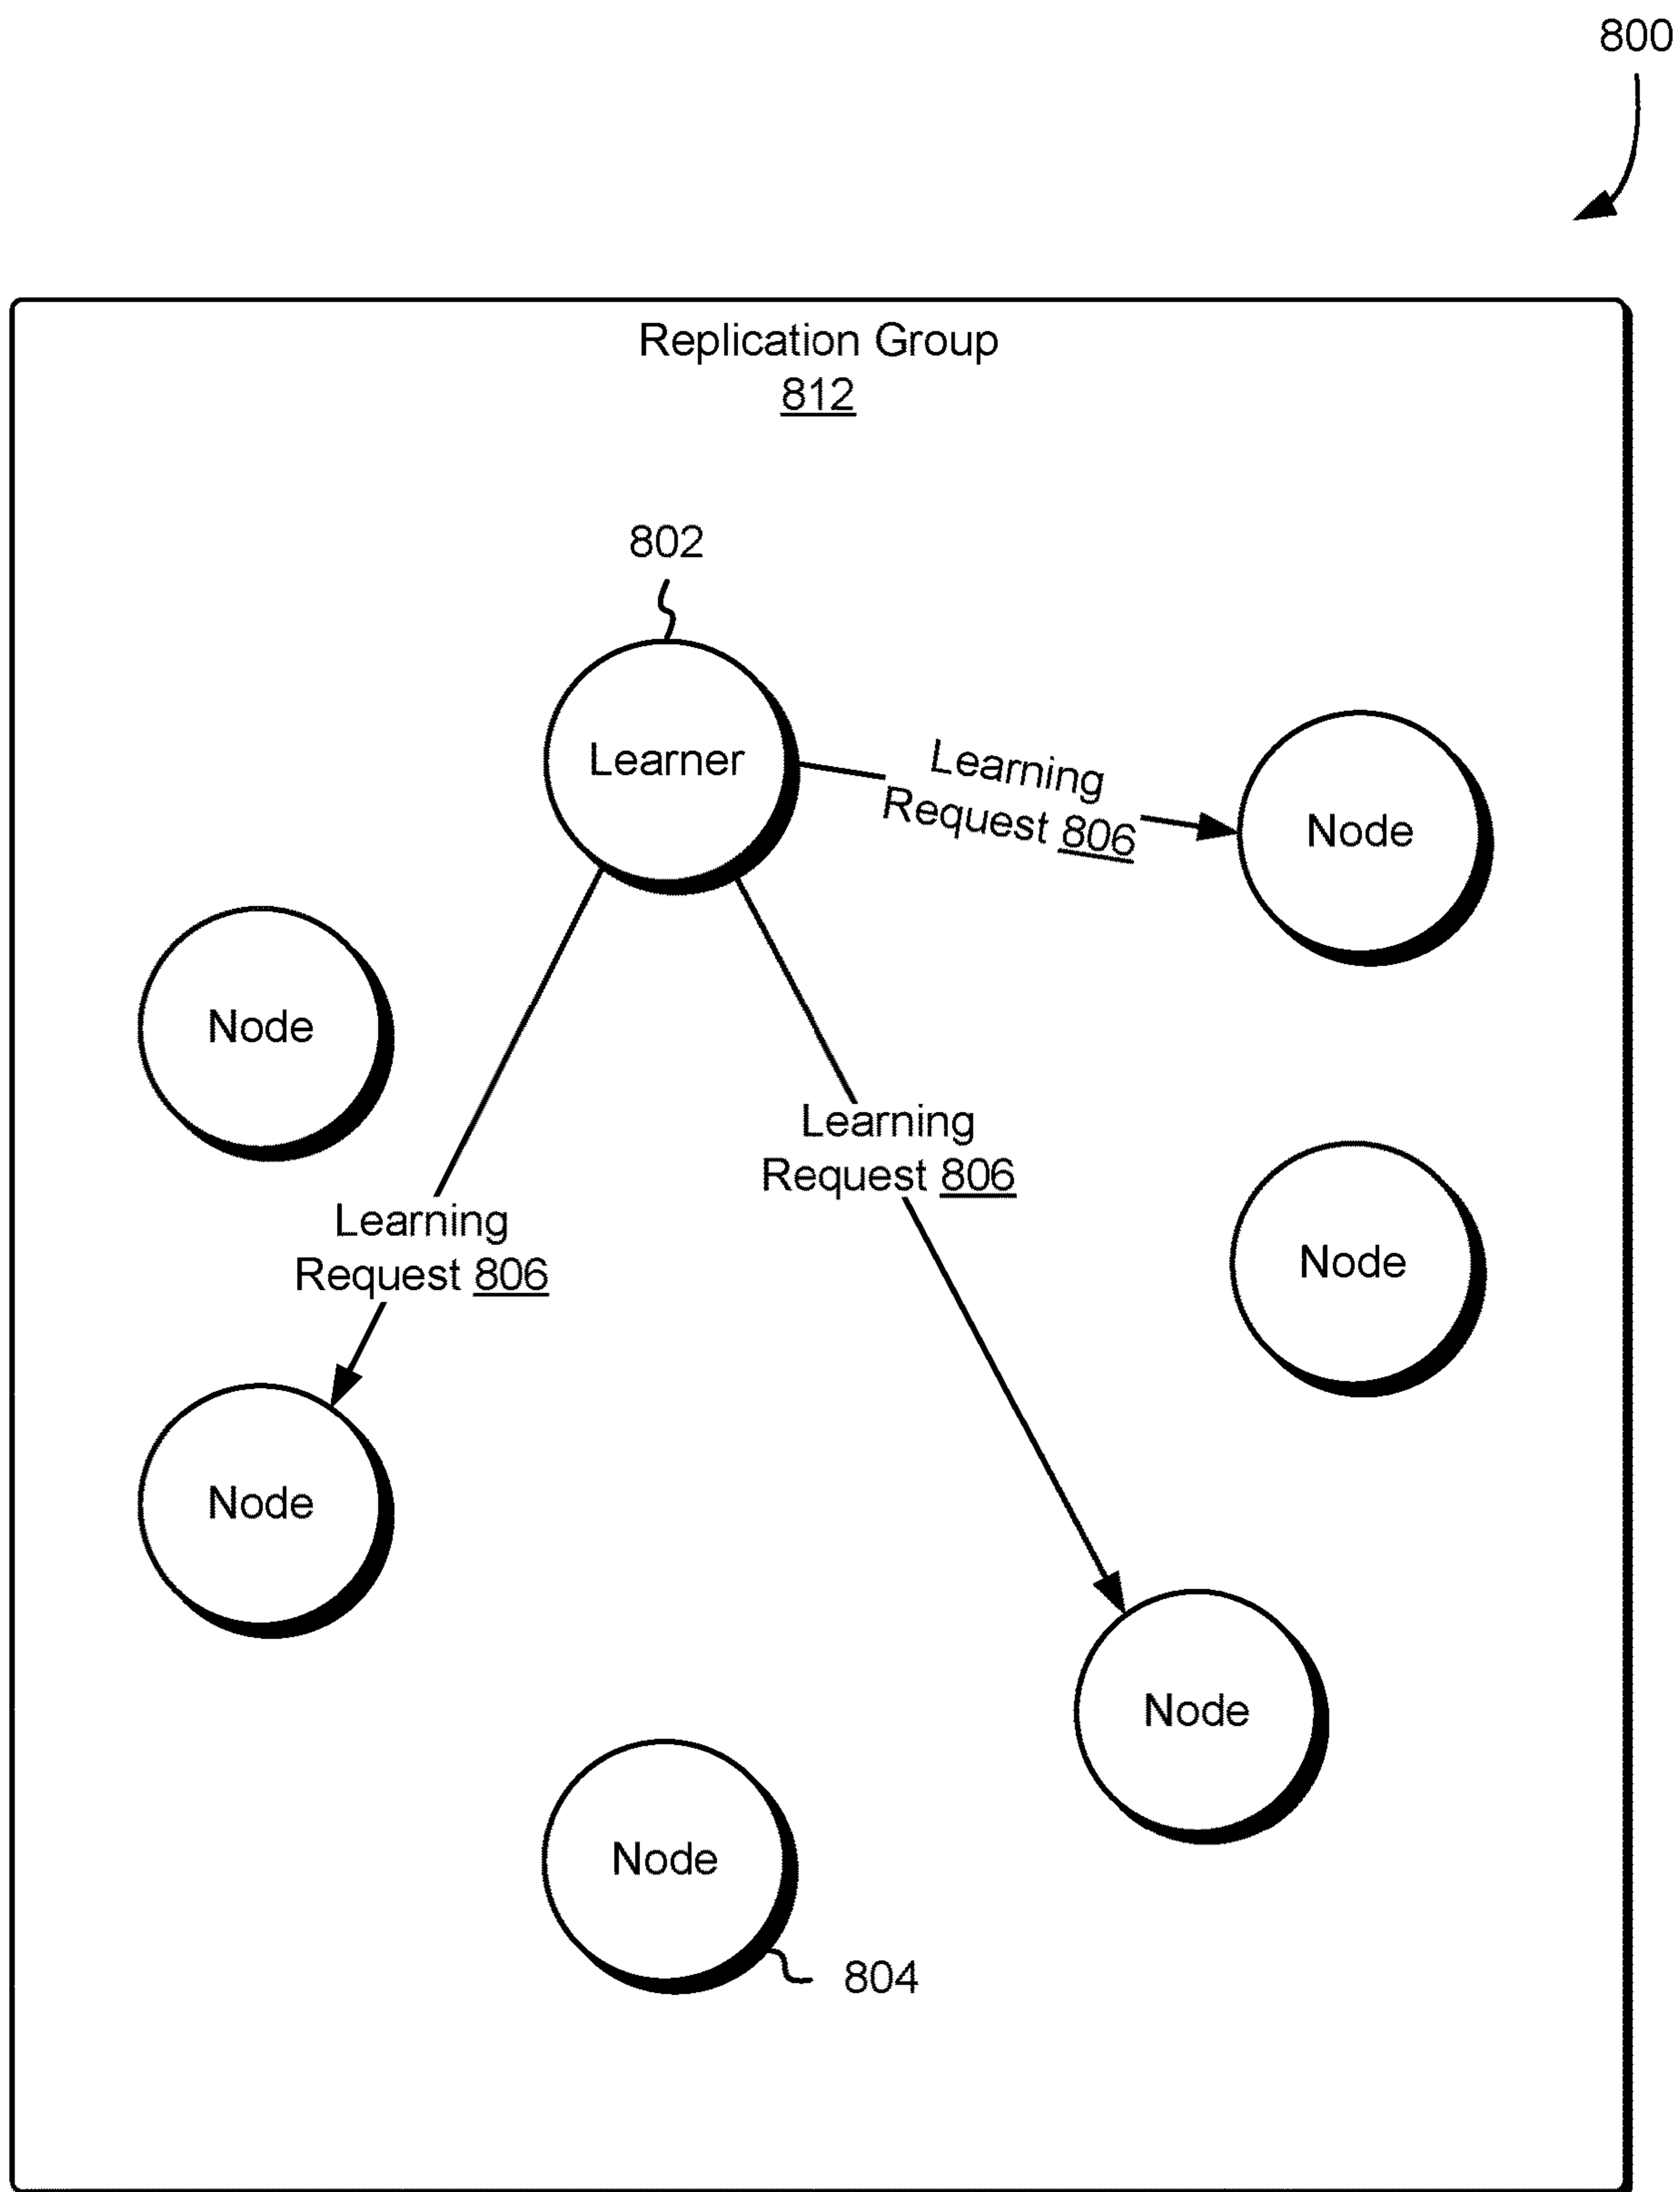 800
Replication Group
812
802
Learner
Learning
Request 806
Node
Node
Learning
Request 806
Learning
Request 806
Node
Node
Node
Node
804